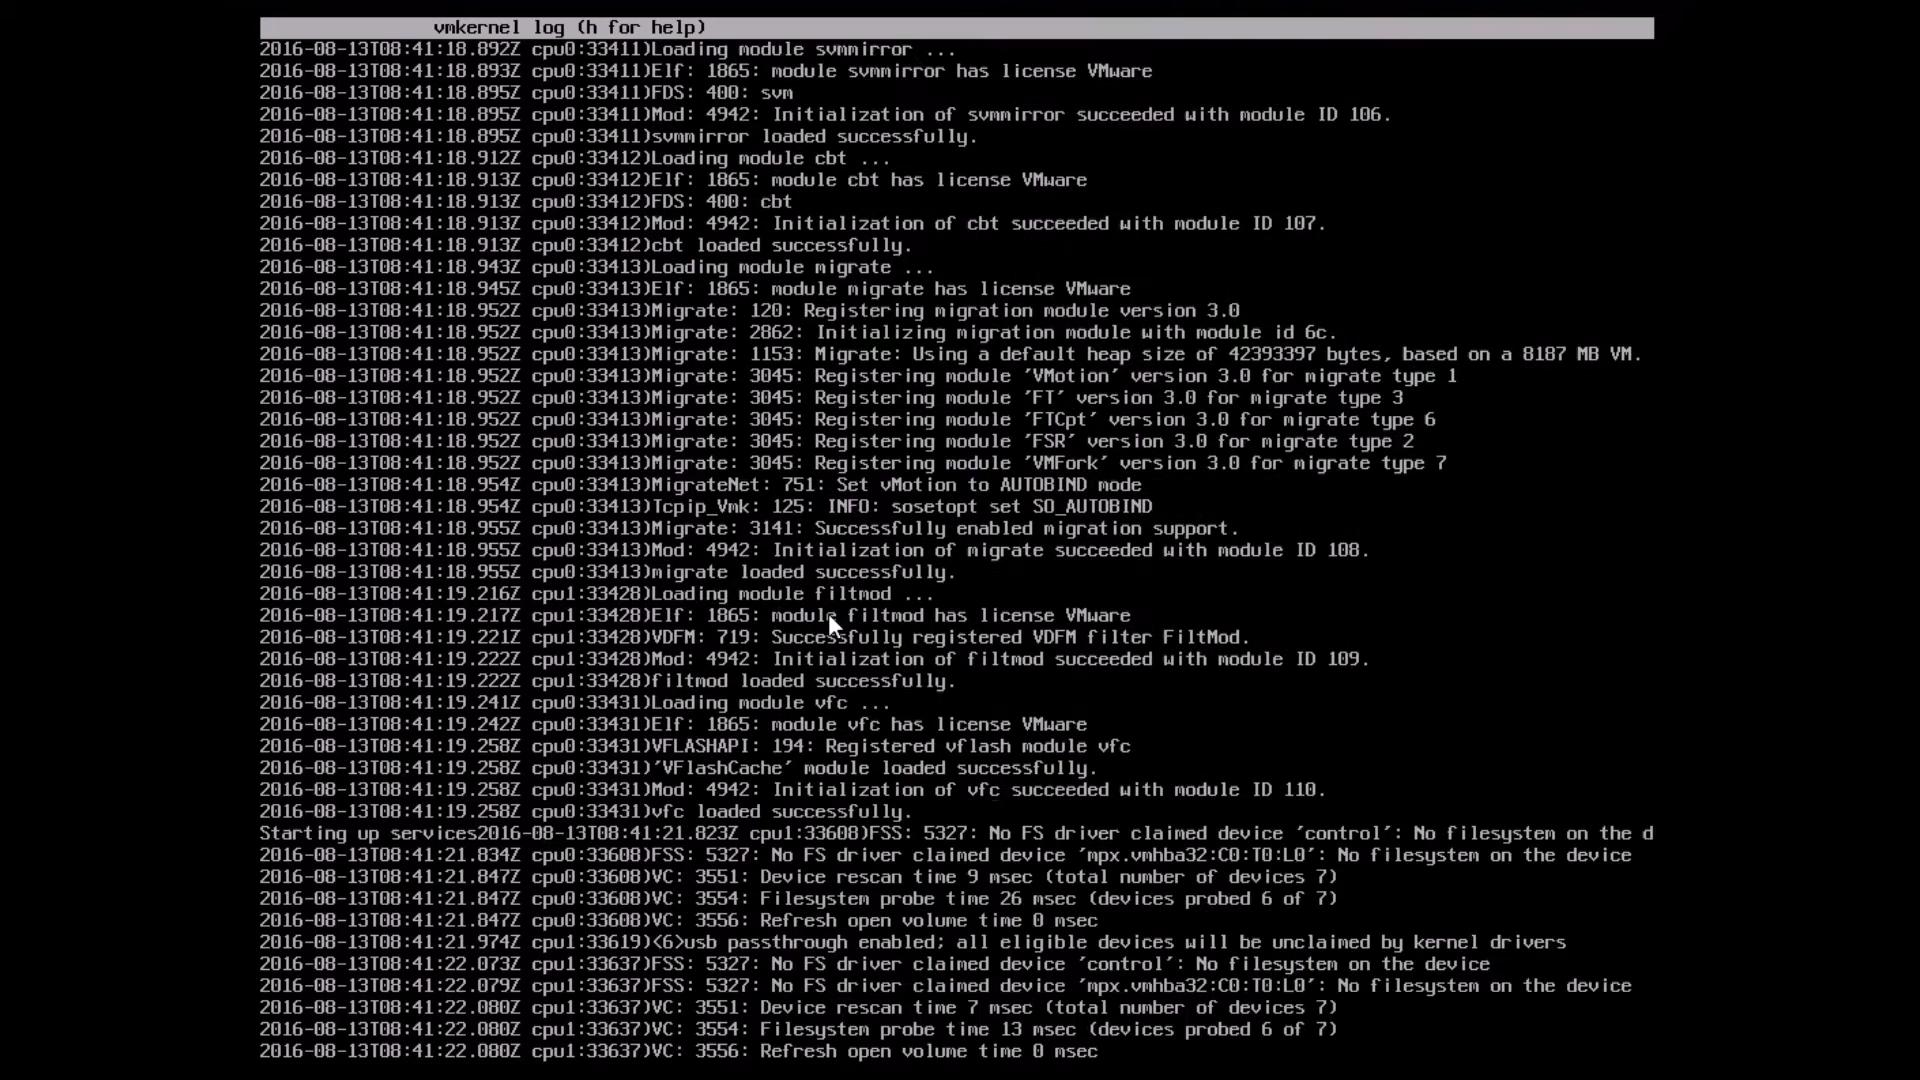 vmkernel log (h for help)
2016-08-13T08:41:18.892Z cpu0:33411)Loading module svmmirror ...
2016-08-13T08:41:18.893Z cpu0:33411)Elf: 1865: module svmmirror has license VMware
2016-08-13T08:41:18.895Z cpu0:33411)FDS: 400: svm
2016-08-13T08:41:18.895Z cpu0:33411)Mod: 4942: Initialization of svmmirror succeeded with module ID 106.
2016-08-13T08:41:18.895Z cpu0:33411)svmmirror loaded successfully.
2016-08-13T08:41:18.912Z cpu0:33412)Loading module cbt ...
2016-08-13T08:41:18.913Z cpu0:33412)Elf: 1865: module cbt has license VMware
2016-08-13T08:41:18.913Z cpu0:33412)FDS: 400: cbt
2016-08-13T08:41:18.913Z cpu0:33412)Mod: 4942: Initialization of cbt succeeded with module ID 107.
2016-08-13T08:41:18.913Z cpu0:33412)cbt loaded successfully.
2016-08-13T08:41:18.943Z cpu0:33413)Loading module migrate ...
2016-08-13T08:41:18.945Z cpu0:33413)Elf: 1865: module migrate has license VMware
2016-08-13T08:41:18.952Z cpu0:33413)Migrate: 120: Registering migration module version 3.0
2016-08-13T08:41:18.952Z cpu0:33413)Migrate: 2862: Initializing migration module with module id 6c.
2016-08-13T08:41:18.952Z cpu0:33413)Migrate: 1153: Migrate: Using a default heap size of 42393397 bytes, based on a 8187 MB VM.
2016-08-13T08:41:18.952Z cpu0:33413)Migrate: 3045: Registering module 'VMotion' version 3.0 for migrate type 1
2016-08-13T08:41:18.952Z cpu0:33413)Migrate: 3045: Registering module 'FT' version 3.0 for migrate type 3
2016-08-13T08:41:18.952Z cpu0:33413)Migrate: 3045: Registering module 'FTCpt' version 3.0 for migrate type 6
2016-08-13T08:41:18.952Z cpu0:33413)Migrate: 3045: Registering module 'FSR' version 3.0 for migrate type 2
2016-08-13T08:41:18.952Z cpu0:33413)Migrate: 3045: Registering module 'VMFork' version 3.0 for migrate type 7
2016-08-13T08:41:18.954Z cpu0:33413)MigrateNet: 751: Set vMotion to AUTOBIND mode
2016-08-13T08:41:18.954Z cpu0:33413)Tcpip_Vmk: 125: INFO: sosetopt set SO_AUTOBIND
2016-08-13T08:41:18.955Z cpu0:33413)Migrate: 3141: Successfully enabled migration support.
2016-08-13T08:41:18.955Z cpu0:33413)Mod: 4942: Initialization of migrate succeeded with module ID 108.
2016-08-13T08:41:18.955Z cpu0:33413)migrate loaded successfully.
2016-08-13T08:41:19.216Z cpu1:33428)Loading module filtmod ...
2016-08-13T08:41:19.217Z cpu1:33428)Elf: 1865: module filtmod has license VMware
2016-08-13T08:41:19.221Z cpu1:33428)VDFM: 719: Successfully registered VDFM filter FiltMod.
2016-08-13T08:41:19.222Z cpu1:33428)Mod: 4942: Initialization of filtmod succeeded with module ID 109.
2016-08-13T08:41:19.222Z cpu1:33428)filtmod loaded successfully.
2016-08-13T08:41:19.241Z cpu0:33431)Loading module vfc ...
2016-08-13T08:41:19.242Z cpu0:33431)Elf: 1865: module vfc has license VMware
2016-08-13T08:41:19.258Z cpu0:33431)VFLASHAPI: 194: Registered vflash module vfc
2016-08-13T08:41:19.258Z cpu0:33431)'VFlashCache' module loaded successfully.
2016-08-13T08:41:19.258Z cpu0:33431)Mod: 4942: Initialization of vfc succeeded with module ID 110.
2016-08-13T08:41:19.258Z cpu0:33431)vfc loaded successfully.
Starting up services2016-08-13T08:41:21.823Z cpu1:33608)FSS: 5327: No FS driver claimed device 'control': No filesystem on the d
2016-08-13T08:41:21.834Z cpu0:33608)FSS: 5327: No FS driver claimed device 'mpx.vmhba32:C0:T0:L0': No filesystem on the device
2016-08-13T08:41:21.847Z cpu0:33608)VC: 3551: Device rescan time 9 msec (total number of devices 7)
2016-08-13T08:41:21.847Z cpu0:33608)VC: 3554: Filesystem probe time 26 msec (devices probed 6 of 7)
2016-08-13T08:41:21.847Z cpu0:33608)VC: 3556: Refresh open volume time 0 msec
2016-08-13T08:41:21.974Z cpu1:33619)<6>usb passthrough enabled; all eligible devices will be unclaimed by kernel drivers
2016-08-13T08:41:22.073Z cpu1:33637)FSS: 5327: No FS driver claimed device 'control': No filesystem on the device
2016-08-13T08:41:22.079Z cpu1:33637)FSS: 5327: No FS driver claimed device 'mpx.vmhba32:C0:T0:L0': No filesystem on the device
2016-08-13T08:41:22.080Z cpu1:33637)VC: 3551: Device rescan time 7 msec (total number of devices 7)
2016-08-13T08:41:22.080Z cpu1:33637)VC: 3554: Filesystem probe time 13 msec (devices probed 6 of 7)
2016-08-13T08:41:22.080Z cpu1:33637)VC: 3556: Refresh open volume time 0 msec